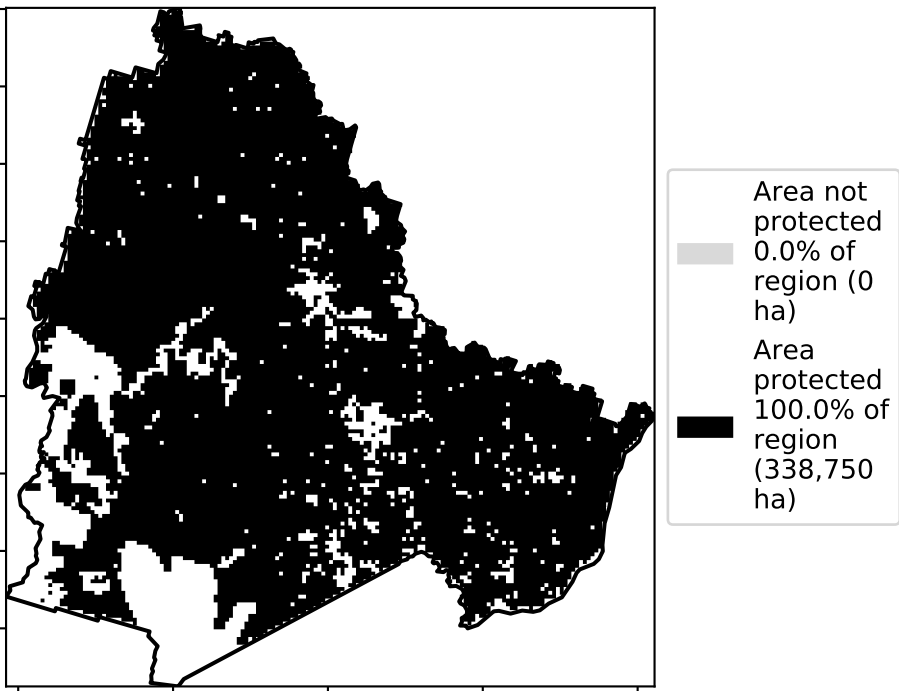 Area not
protected
0.0% of
region (0
ha)
Area
protected
100.0% of
region
(338,750
ha)